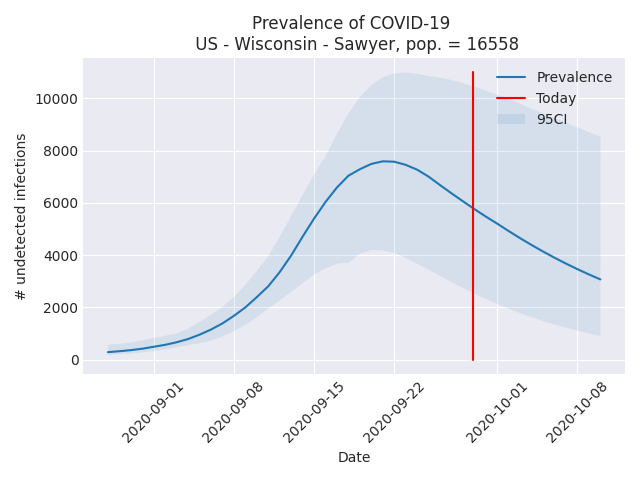 Prevalence of COVID-19
US - Wisconsin - Sawyer, pop. = 16558
Prevalence
Today
95CI
# undetected infections
10000
8000
6000
4000
2000
0
2020-09-01
2020-09-08
2020-09-15
2020-09-22
2020-10-01
2020-10-08
Date